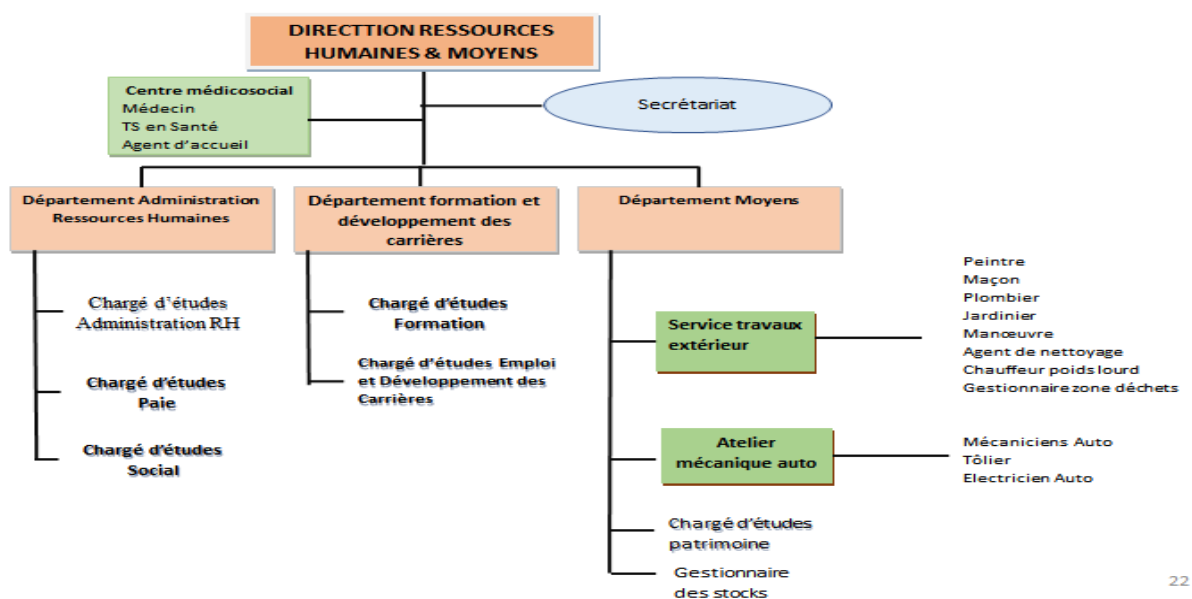 DIRECTTION RESSOURCES
HUMAINES & MOYENS
Centre médicosocial
Médecin
TS en Santé
Agent d'accueil
Secrétariat
Département Administration
Ressources Humaines
Département formation et
développement des
carrières
Département Moyens
Chargé d'études
Administration RH
Chargé d'études
Paie
Chargé d'études
Social
Chargé d'études
Formation
Chargé d'études Emploi
et Développement des
Carrières
Service travaux
extérieur
Peintre
Maçon
Plombier
Jardinier
Manœuvre
Agent de nettoyage
Chauffeur poids lourd
Gestionnaire zone déchets
Atelier
mécanique auto
Mécaniciens Auto
Tôlier
Electricien Auto
Chargé d'études
patrimoine
Gestionnaire
des stocks
22